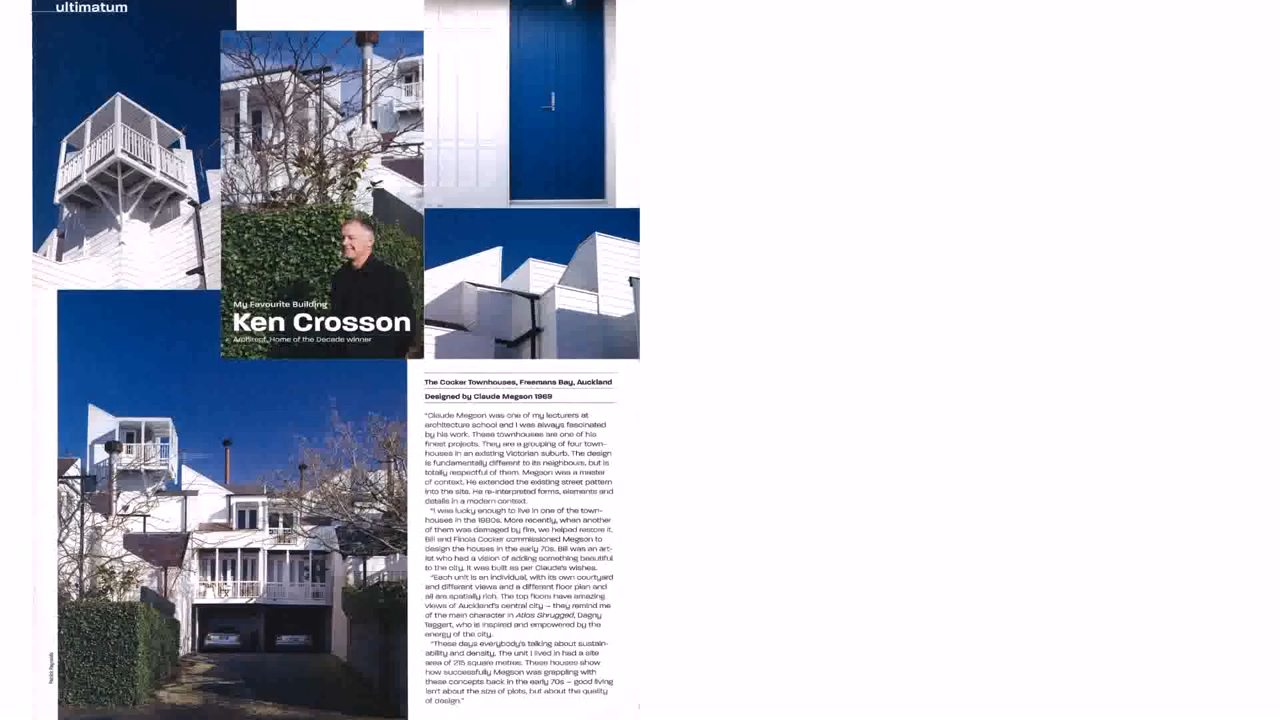 ultimatum
My Favourite Building
Ken Crosson
Architect, Home of the Decade winner
The Cocker Townhouses, Freemans Bay, Auckland
Designed by Claude Megson 1969
“Claude Megson was one of my lecturers at
architecture school and I was always fascinated
by his work. These townhouses are one of his
finest projects. They are a grouping of four town-
houses in an existing Victorian suburb. The design
is fundamentally different to its neighbours, but is
totally respectful of them. Megson was a master
of context. He extended the existing street pattern
into the site. He re-interpreted forms, elements and
details in a modern context.
“I was lucky enough to live in one of the town-
houses in the 1980s. More recently, when another
of them was damaged by fire, we helped restore it.
Bill and Finola Cocker commissioned Megson to
design the houses in the early 70s. Bill was an art-
ist who had a vision of adding something beautiful
to the city. It was built as per Claude’s wishes.
“Each unit is an individual, with its own courtyard
and different views and a different floor plan and
all are spatially rich. The top floors have amazing
views of Auckland’s central city – they remind me
of the main character in Atlas Shrugged, Dagny
Taggert, who is inspired and empowered by the
energy of the city.
“These days everybody’s talking about sustain-
ability and density. The unit I lived in had a site
area of 215 square metres. These houses show
how successfully Megson was grappling with
these concepts back in the early 70s – good living
isn’t about the size of plots, but about the quality
of design.”
Patrick Reynolds